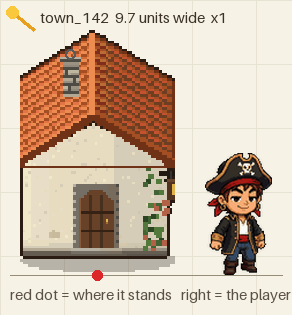 town_142 9.7 units wide x1
red dot = where it stands right = the player